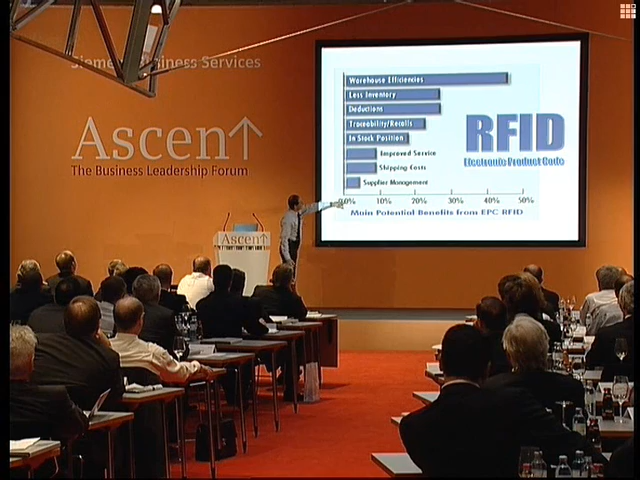 Siemens Business Services
Ascent
The Business Leadership Forum
Ascent
Warehouse Efficiencies
Less Inventory
Deductions
Traceability/Recalls
In Stock Position
Improved Service
Shipping Costs
Supplier Management
0.0% 10% 20% 30% 40% 50%
Main Potential Benefits from EPC RFID
RFID
Electronic Product Code